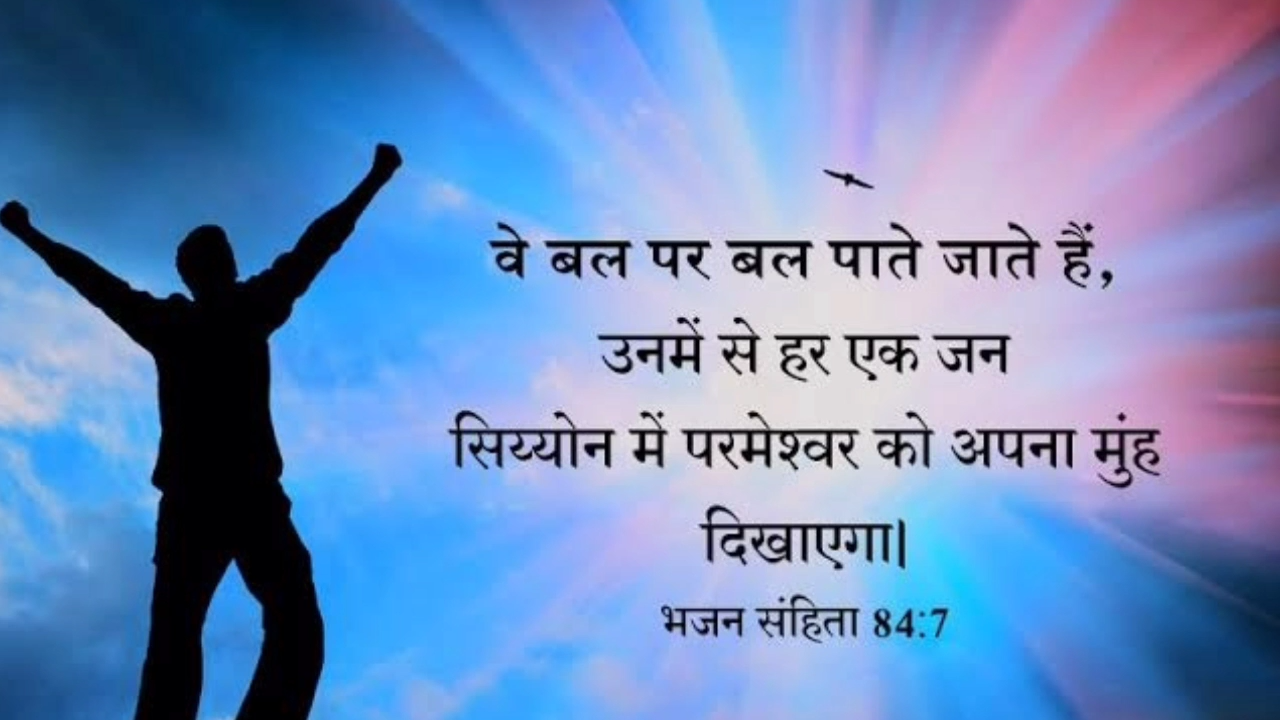 वे बल पर बल पाते जाते हैं,
उनमें से हर एक जन
सिय्योन में परमेश्वर को अपना मुंह
दिखाएगा|
भजन संहिता 84:7